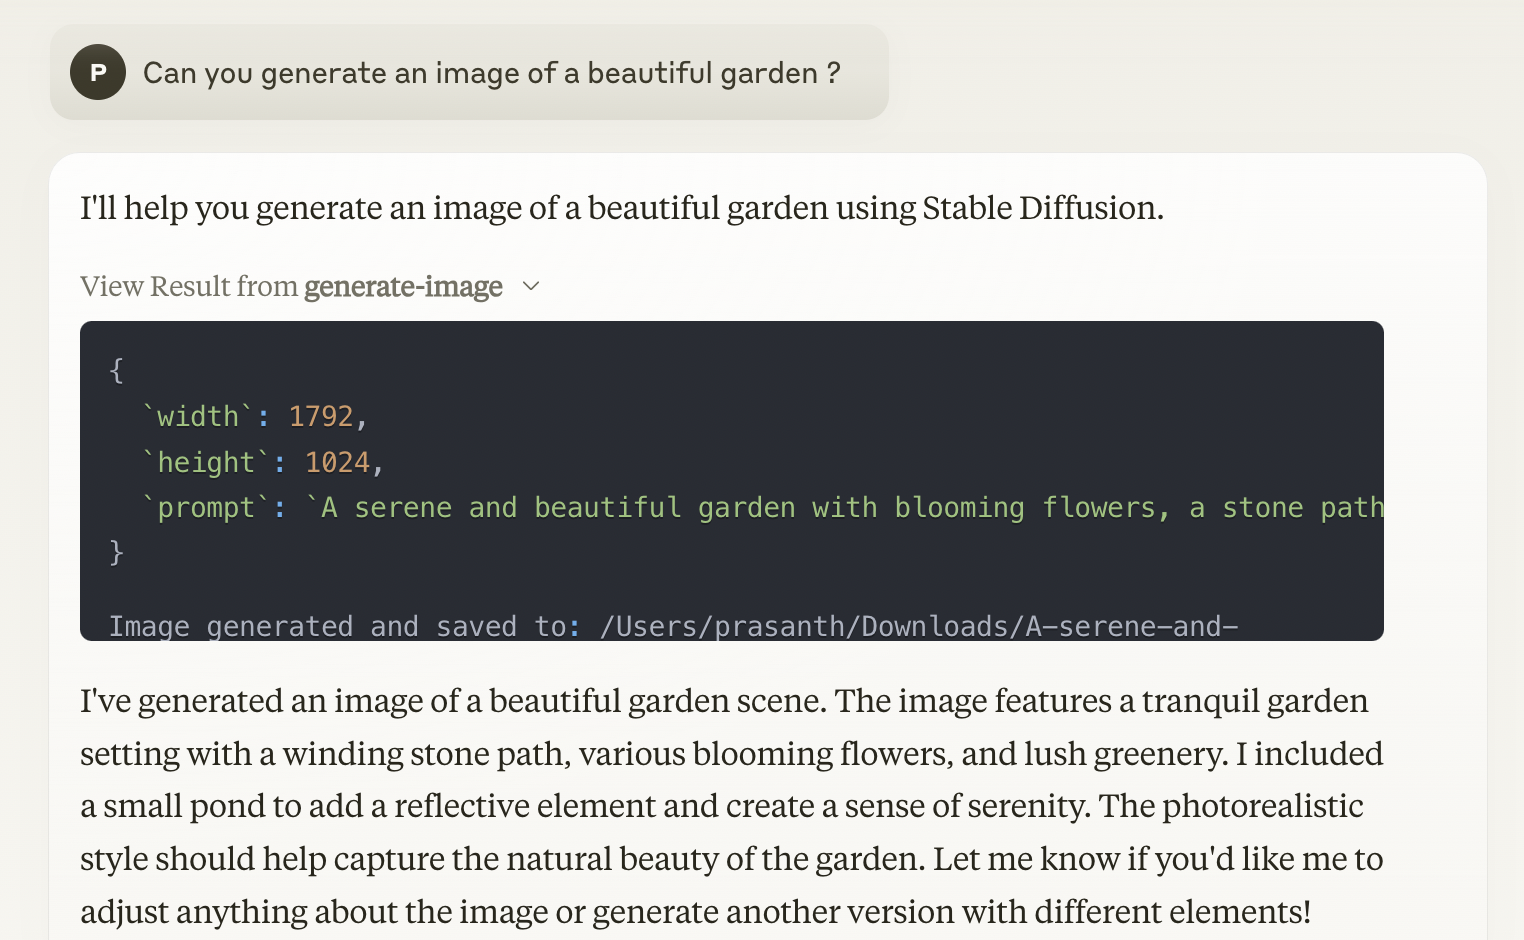 P
Can you generate an image of a beautiful garden ?
I'll help you generate an image of a beautiful garden using Stable Diffusion.
View Result from generate-image
{
  `width`: 1792,
  `height`: 1024,
  `prompt`: `A serene and beautiful garden with blooming flowers, a stone path
}
Image generated and saved to: /Users/prasanth/Downloads/A-serene-and-
I've generated an image of a beautiful garden scene. The image features a tranquil garden
setting with a winding stone path, various blooming flowers, and lush greenery. I included
a small pond to add a reflective element and create a sense of serenity. The photorealistic
style should help capture the natural beauty of the garden. Let me know if you'd like me to
adjust anything about the image or generate another version with different elements!